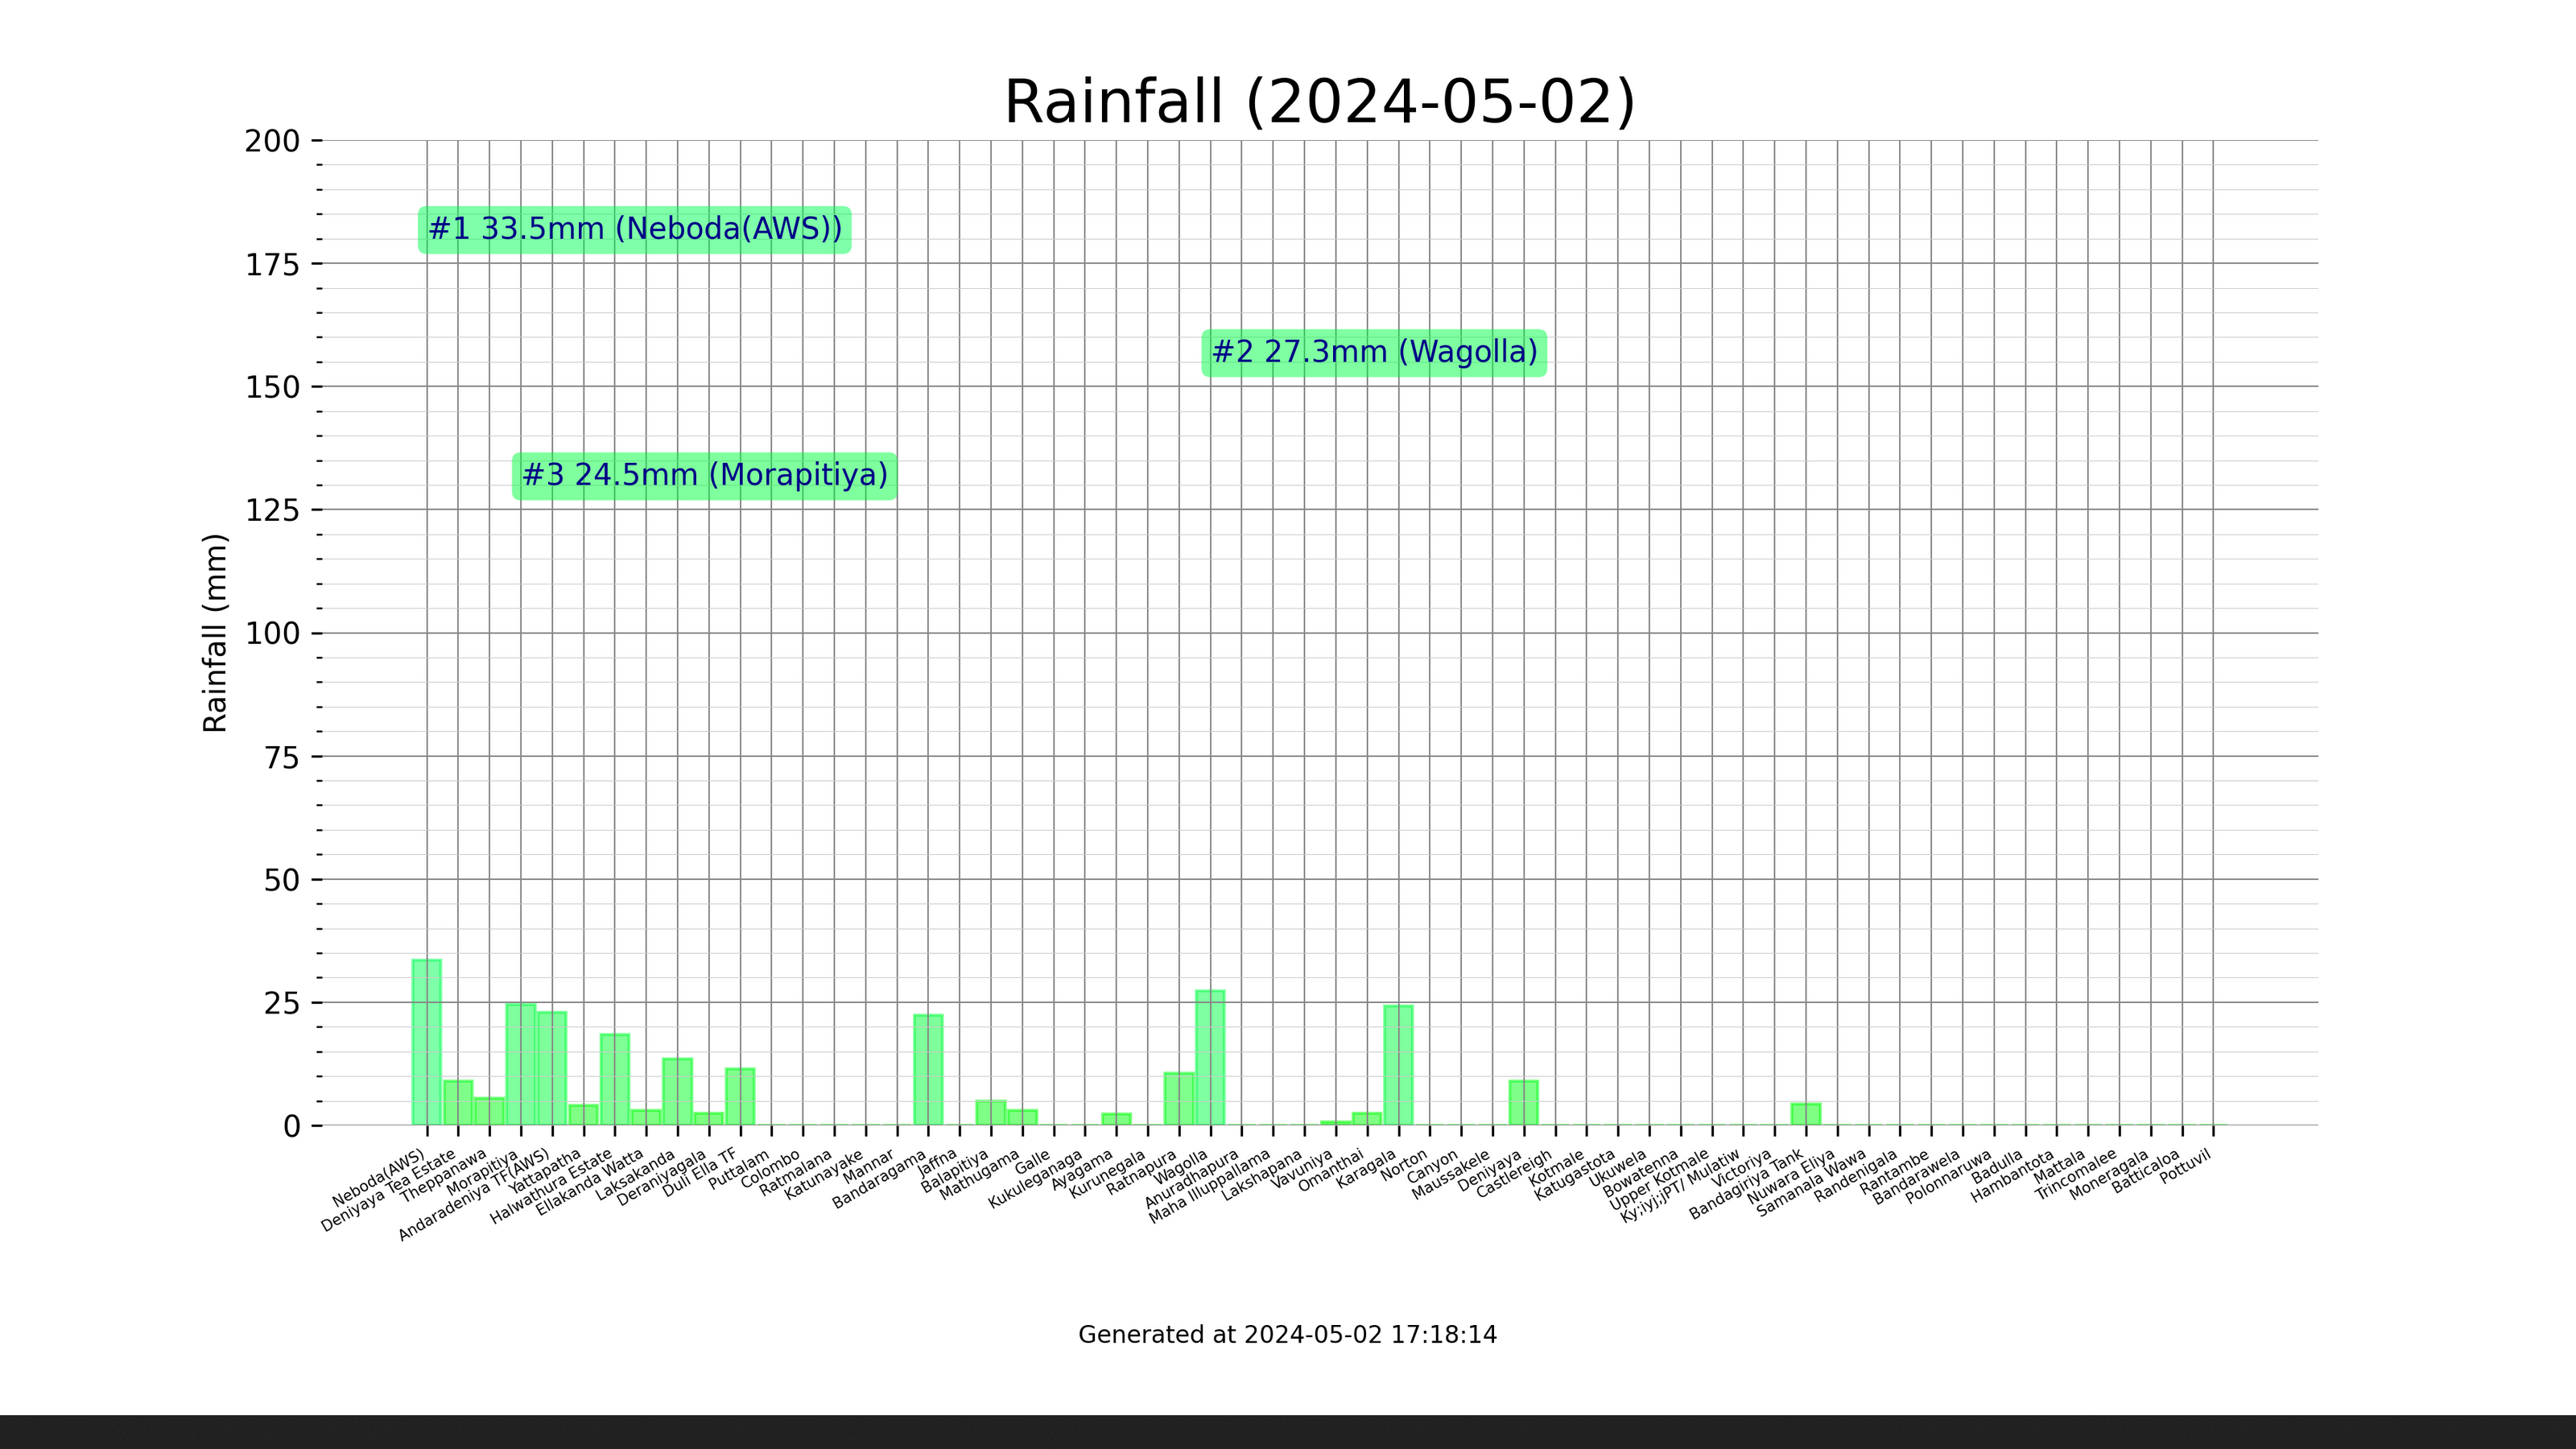 Rainfall (2024-05-02)
200
#1 33.5mm (Neboda(AWS))
175
#2 27.3mm (Wagolla)
150
#3 24.5mm (Morapitiya)
125
Rainfall (mm)
100
75
50
25
0
Neboda(AWS)
Deniyaya Tea Estate
Theppanawa
Morapitiya
Andaradeniya TF(AWS)
Yattapatha
Halwathura Estate
Ellakanda Watta
Laksakanda
Deraniyagala
Dull Ella TF
Puttalam
Colombo
Ratmalana
Katunayake
Mannar
Bandaragama
Jaffna
Balapitiya
Mathugama
Galle
Kukuleganaga
Ayagama
Kurunegala
Ratnapura
Wagolla
Anuradhapura
Maha Illuppallama
Lakshapana
Vavuniya
Omanthai
Karagala
Norton
Canyon
Maussakele
Deniyaya
Castlereigh
Kotmale
Katugastota
Ukuwela
Bowatenna
Upper Kotmale
Ky;iyj;jPT/ Mulatiw
Victoriya
Bandagiriya Tank
Nuwara Eliya
Samanala Wawa
Randenigala
Rantambe
Bandarawela
Polonnaruwa
Badulla
Hambantota
Mattala
Trincomalee
Moneragala
Batticaloa
Pottuvil
Generated at 2024-05-02 17:18:14